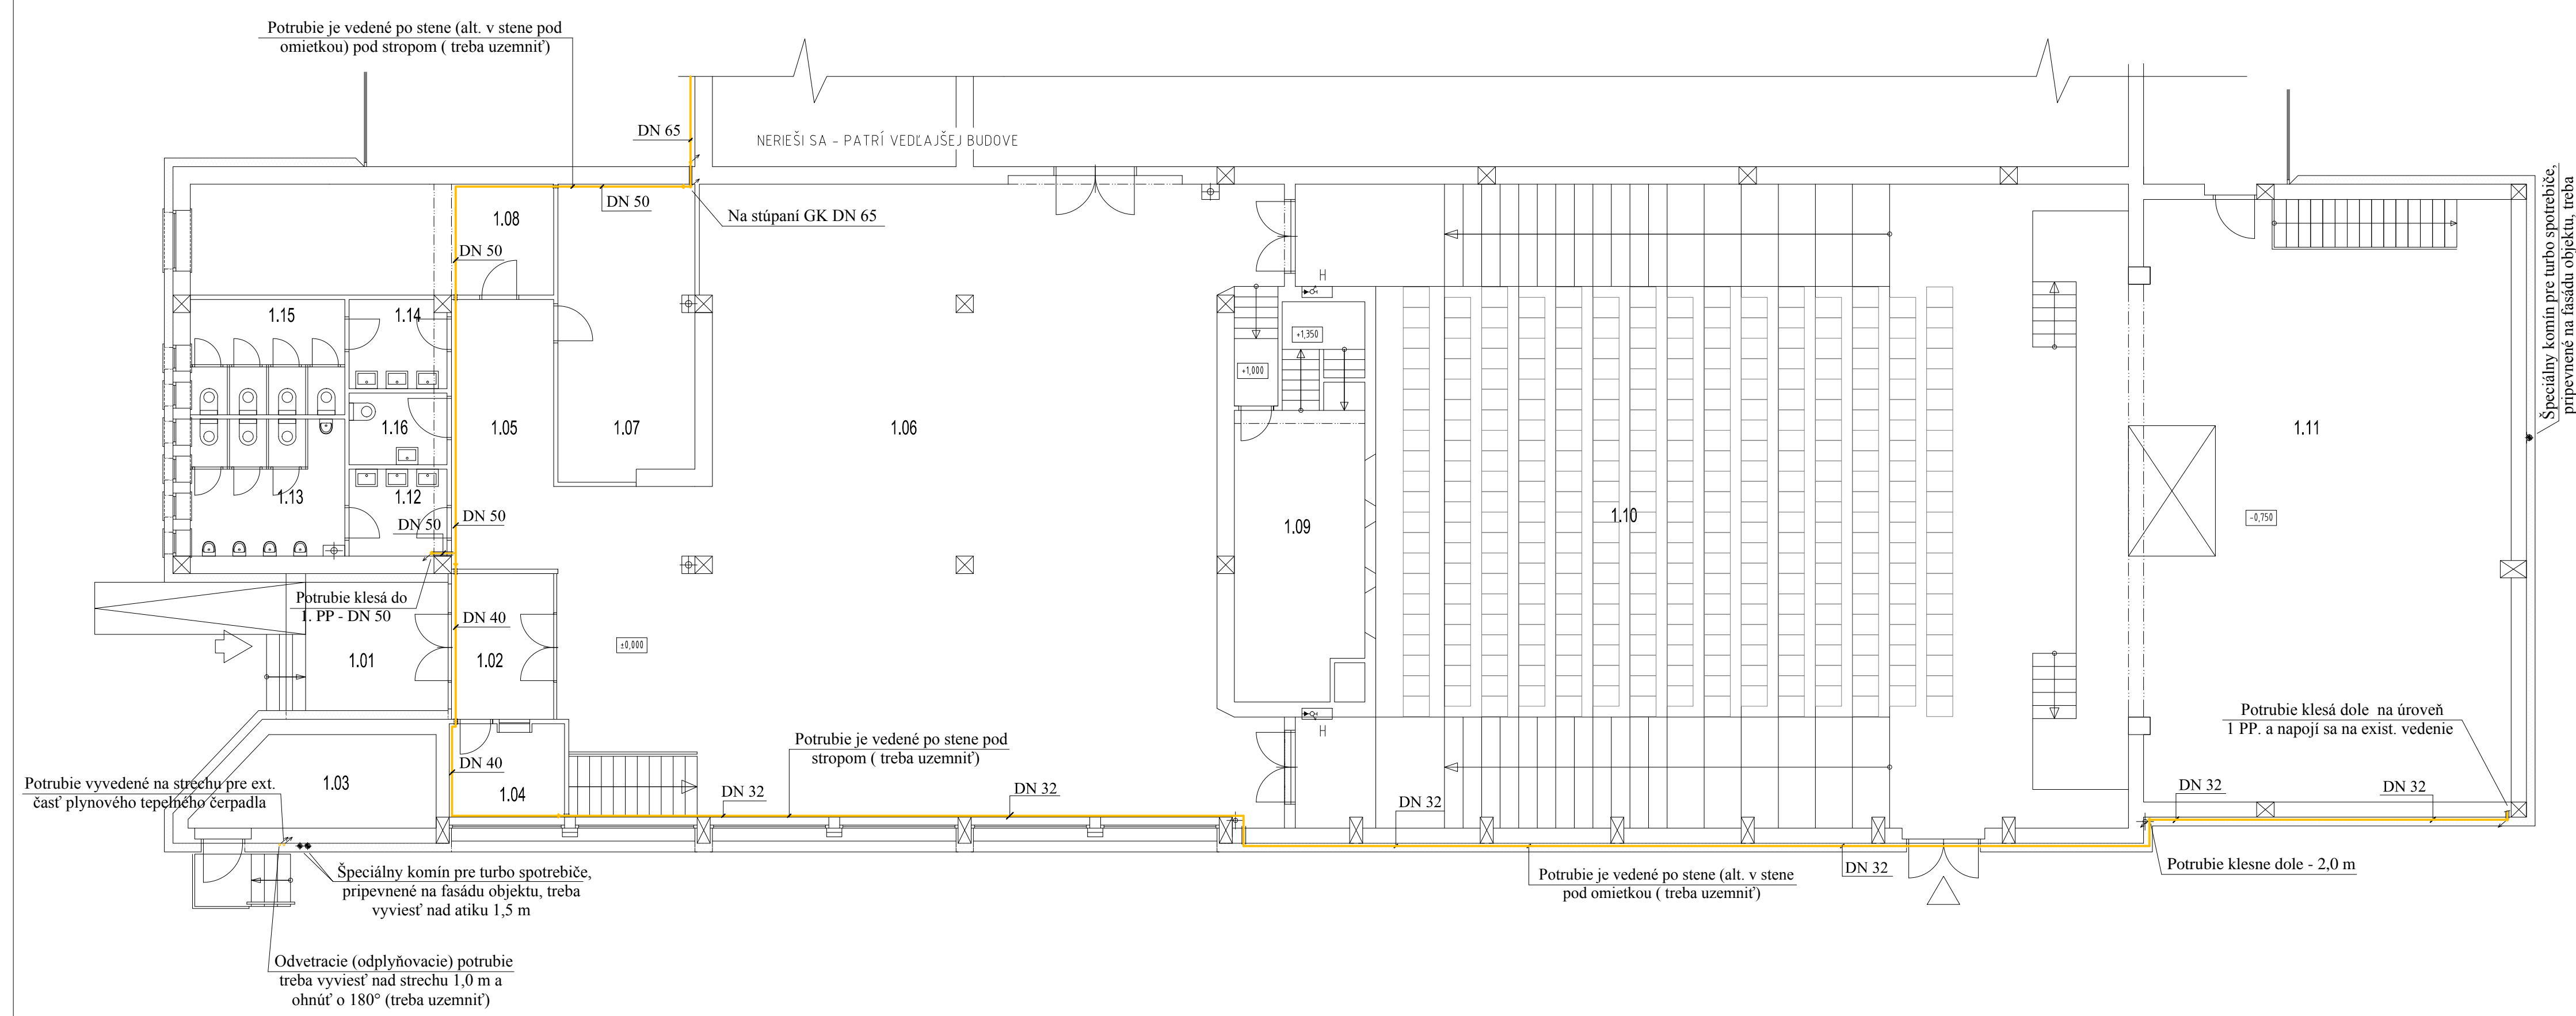 Potrubie je vedené po stene (alt. v stene pod
omietkou) pod stropom ( treba uzemniť)
DN 65
NERIEŠI SA - PATRÍ VEDĽAJŠEJ BUDOVE
DN 50
Na stúpaní GK DN 65
1.08
DN 50
1.15
1.14
1.16
1.05
1.07
1.06
1.13
1.12
DN 50
DN 50
H
+1,350
+1,000
1.09
H
1.10
1.11
-0,750
Špeciálny komín pre turbo spotrebiče,
pripevnené na fasádu objektu, treba
Potrubie klesá do
1. PP - DN 50
DN 40
1.01
1.02
±0,000
Potrubie klesá dole na úroveň
1 PP. a napojí sa na exist. vedenie
Potrubie je vedené po stene pod
stropom ( treba uzemniť)
DN 40
1.03
1.04
Potrubie vyvedené na strechu pre ext.
časť plynového tepelného čerpadla
DN 32
DN 32
DN 32
DN 32
DN 32
DN 32
Potrubie klesne dole - 2,0 m
Potrubie je vedené po stene (alt. v stene
pod omietkou ( treba uzemniť)
Špeciálny komín pre turbo spotrebiče,
pripevnené na fasádu objektu, treba
vyviesť nad atiku 1,5 m
Odvetracie (odplyňovacie) potrubie
treba vyviesť nad strechu 1,0 m a
ohnúť o 180° (treba uzemniť)